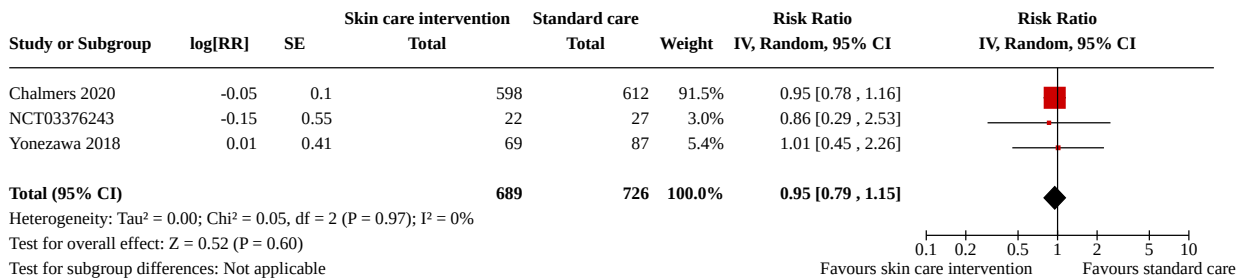 Skin care intervention Standard care Risk Ratio Risk Ratio
Study or Subgroup log[RR] SE Total Total Weight IV, Random, 95% CI IV, Random, 95% CI
Chalmers 2020 -0.05 0.1 598 612 91.5% 0.95 [0.78 , 1.16]
NCT03376243 -0.15 0.55 22 27 3.0% 0.86 [0.29 , 2.53]
Yonezawa 2018 0.01 0.41 69 87 5.4% 1.01 [0.45 , 2.26]
Total (95% CI) 689 726 100.0% 0.95 [0.79 , 1.15]
Heterogeneity: Tau² = 0.00; Chi² = 0.05, df = 2 (P = 0.97); I² = 0%
Test for overall effect: Z = 0.52 (P = 0.60) 0.1 0.2 0.5 1 2 5 10
Test for subgroup differences: Not applicable Favours skin care intervention Favours standard care